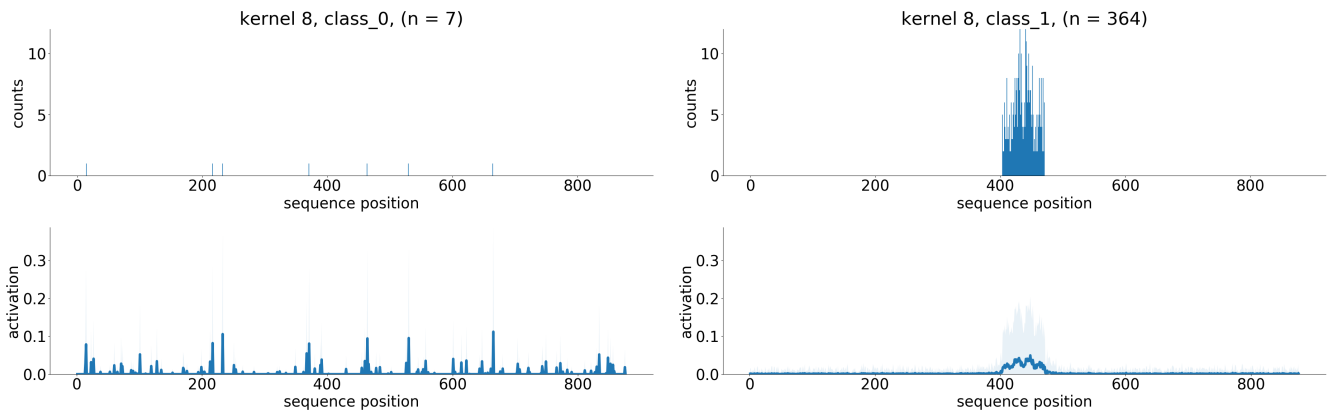 kernel 8, class_0, (n = 7)
counts
10
5
0
0 200 400 600 800
sequence position
kernel 8, class_1, (n = 364)
counts
10
5
0
0 200 400 600 800
sequence position
activation
0.3
0.2
0.1
0.0
0 200 400 600 800
sequence position
activation
0.3
0.2
0.1
0.0
0 200 400 600 800
sequence position